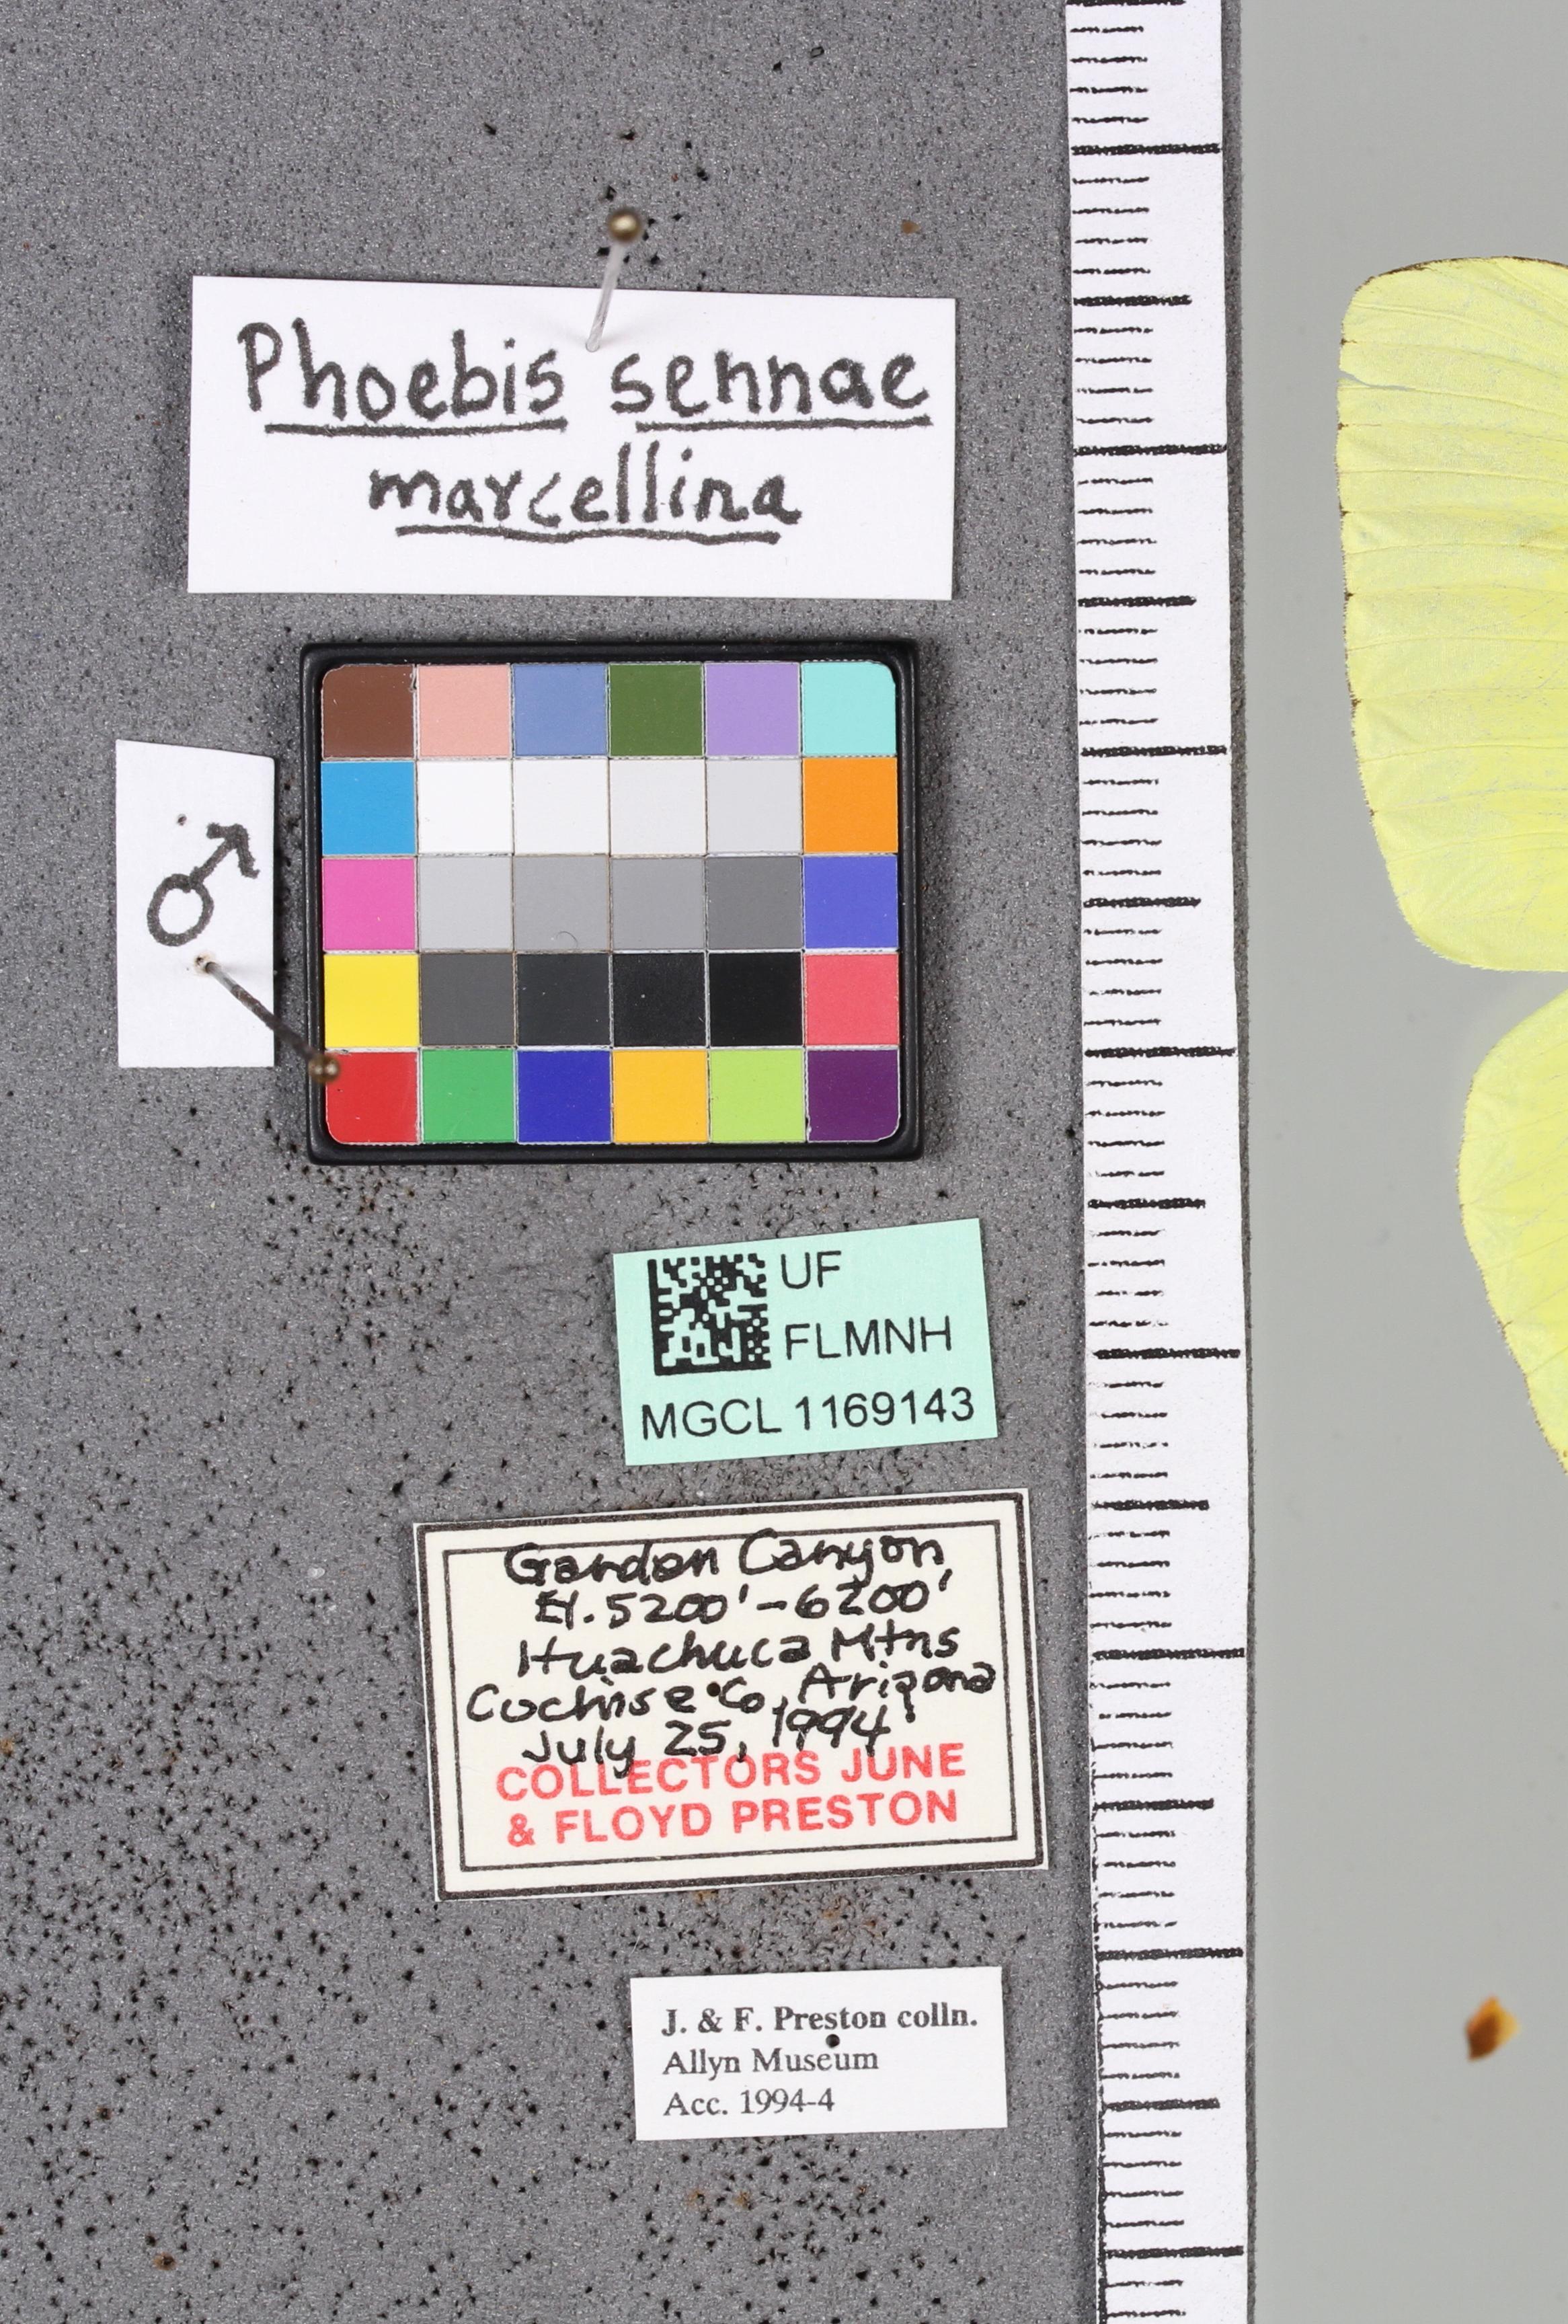 Phoebis sennae
marcellina
♂
UF
FLMNH
MGCL 1169143
Garden Canyon
El. 5200'-6200'
Huachuca Mtns
Cochise Co, Arizona
July 25, 1994
COLLECTORS JUNE
& FLOYD PRESTON
J. & F. Preston colln.
Allyn Museum
Acc. 1994-4